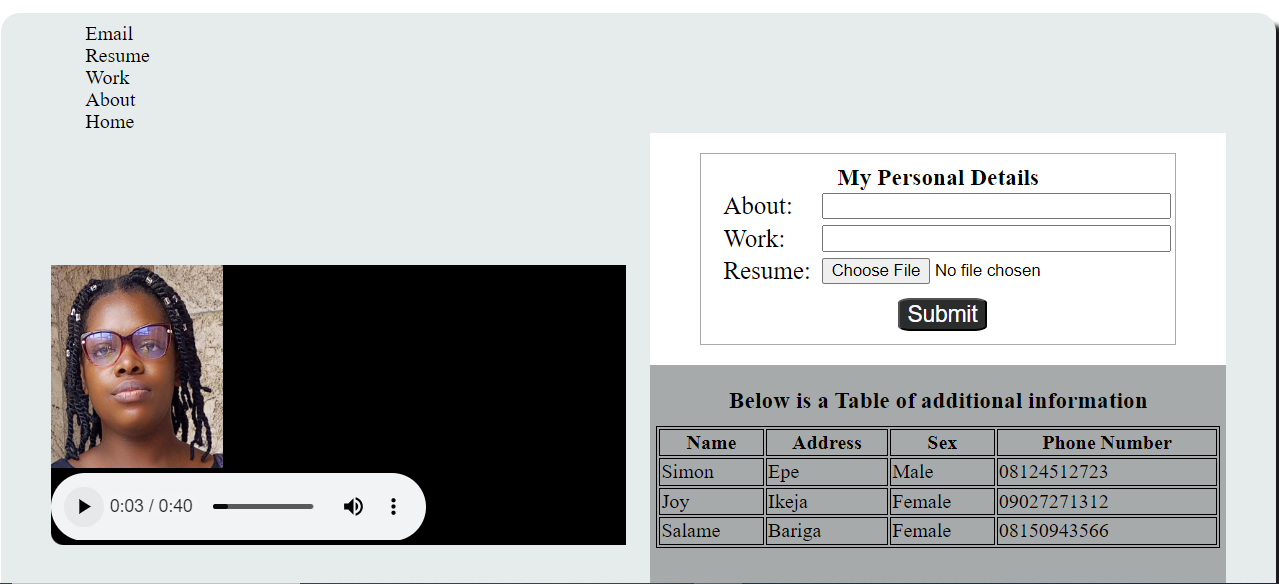 Email
Resume
Work
About
Home
My Personal Details
About:
Work:
Resume: Choose File No file chosen
Submit
0:03 / 0:40
Below is a Table of additional information
Name Address Sex Phone Number
Simon Epe Male 08124512723
Joy Ikeja Female 09027271312
Salame Bariga Female 08150943566